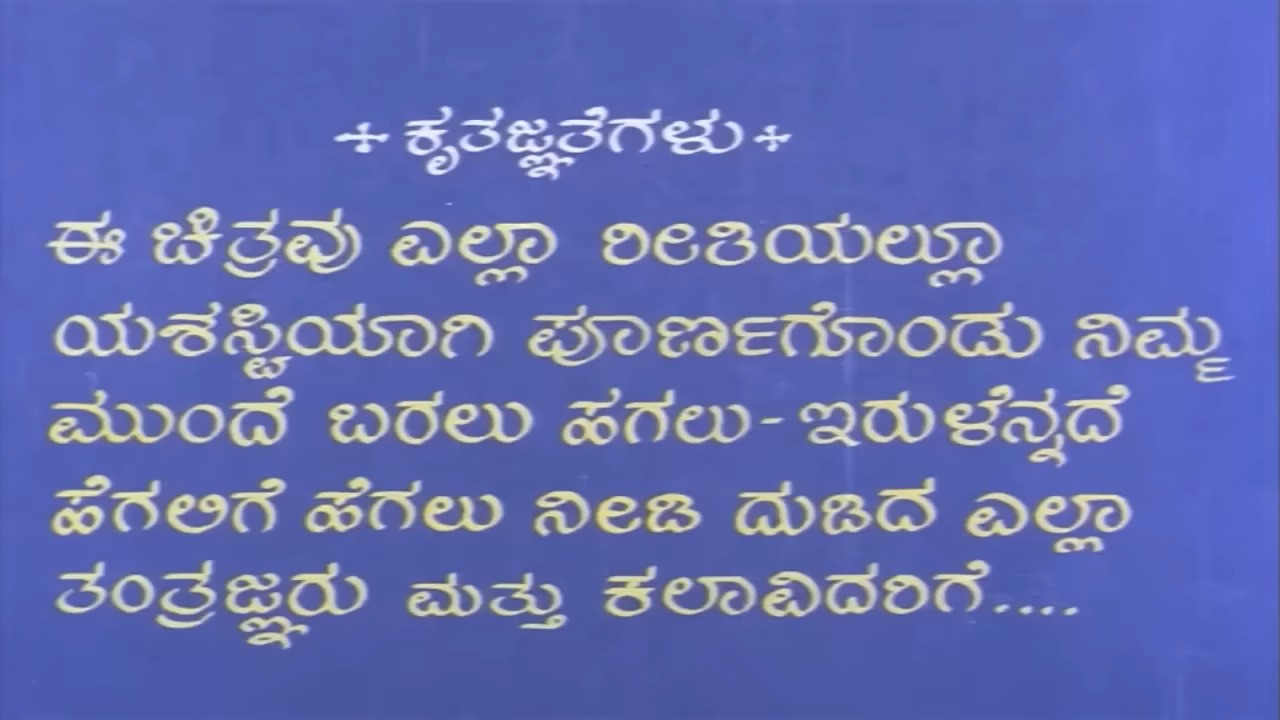 + ಕೃತಜ್ಞತೆಗಳು +
ಈ ಚಿತ್ರವು ಎಲ್ಲಾ ರೀತಿಯಲ್ಲೂ
ಯಶಸ್ವಿಯಾಗಿ ಪೂರ್ಣಗೊಂಡು ನಿಮ್ಮ
ಮುಂದೆ ಬರಲು ಹಗಲು-ಇರುಳೆನ್ನದೆ
ಹೆಗಲಿಗೆ ಹೆಗಲು ನೀಡಿ ದುಡಿದ ಎಲ್ಲಾ
ತಂತ್ರಜ್ಞರು ಮತ್ತು ಕಲಾವಿದರಿಗೆ....